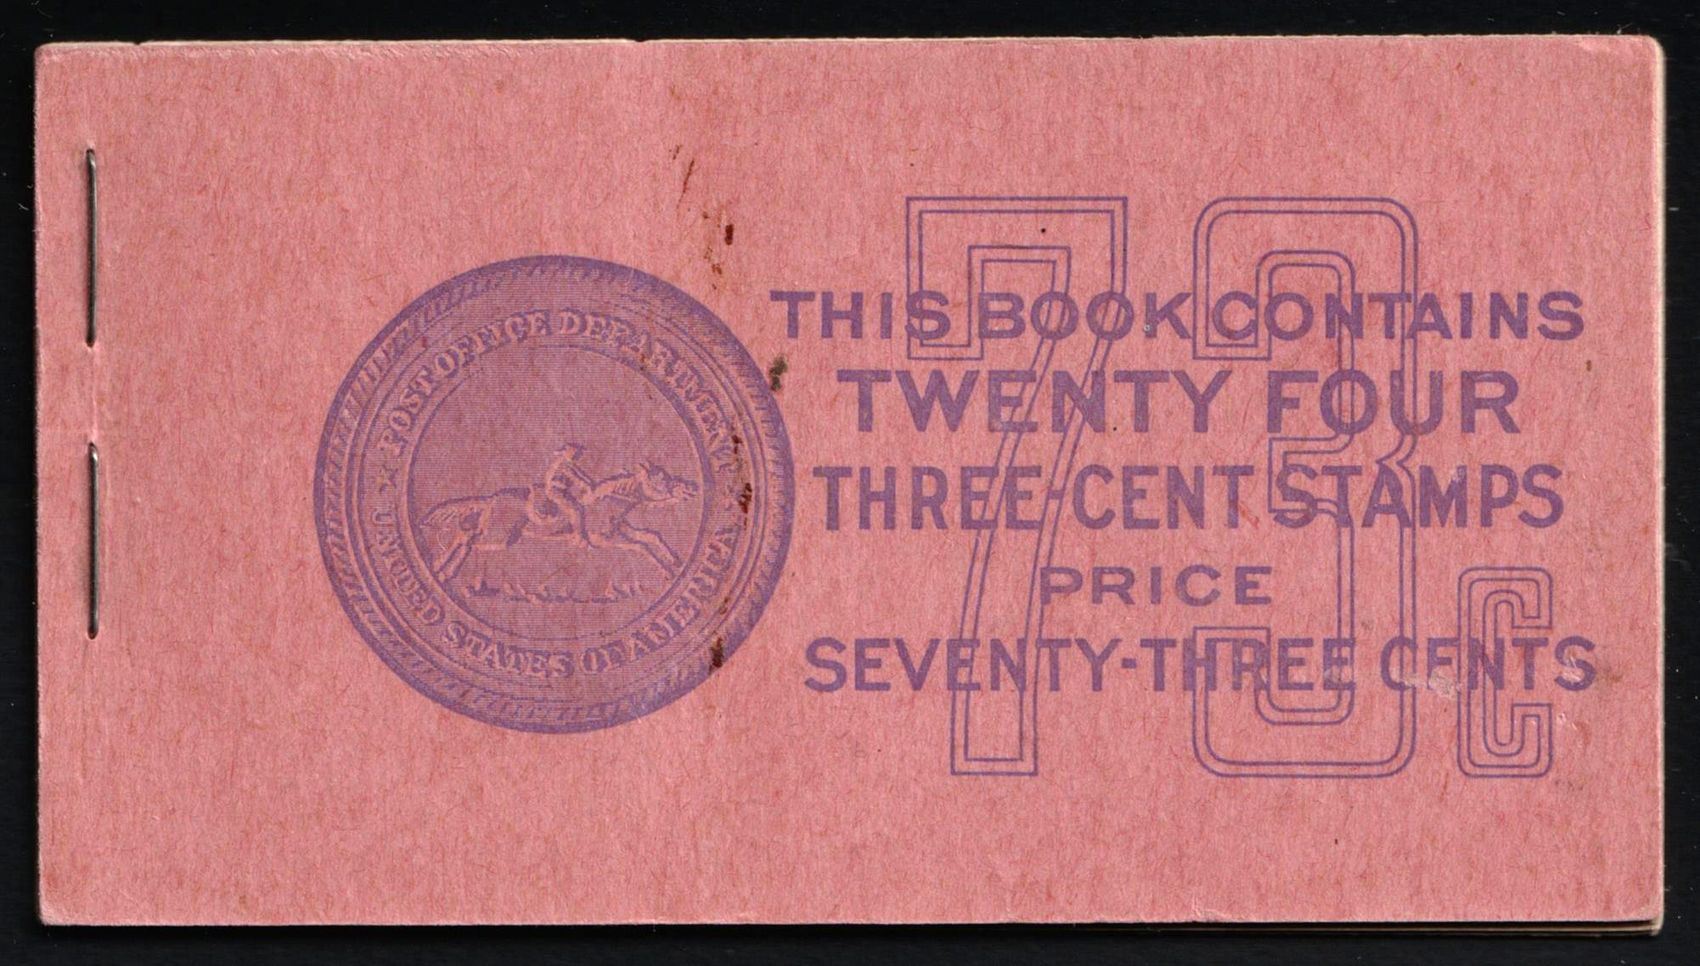 POST OFFICE DEPARTMENT
UNITED STATES OF AMERICA
73c
THIS BOOK CONTAINS
TWENTY FOUR
THREE-CENT STAMPS
PRICE
SEVENTY-THREE CENTS